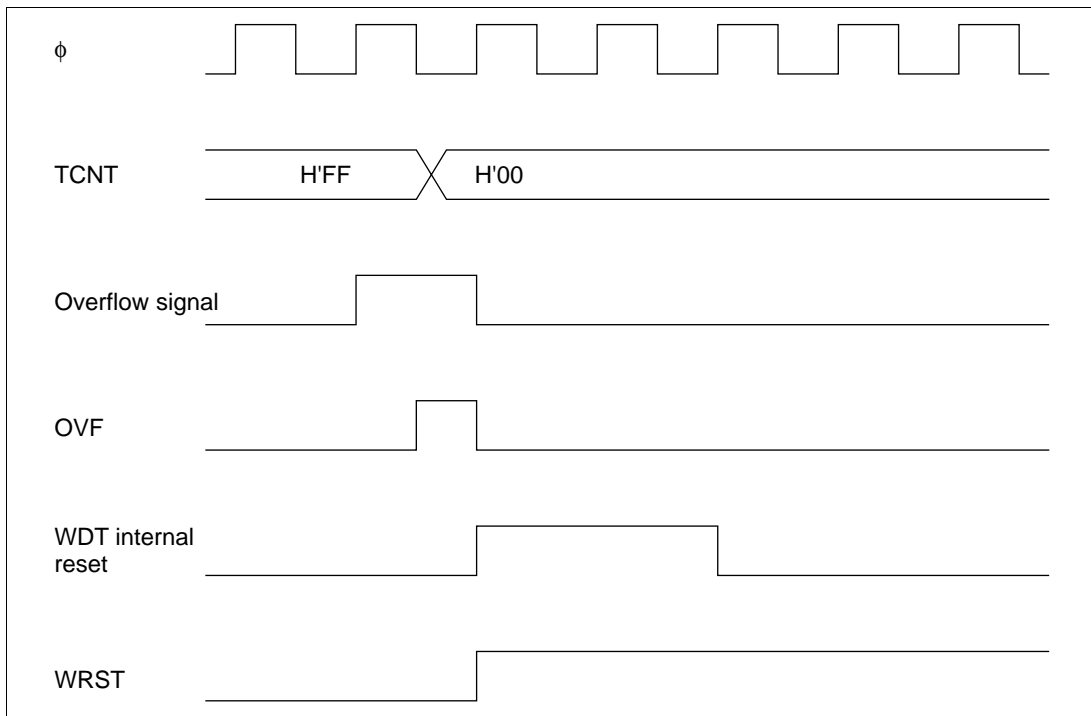 ϕ
TCNT
H'FF
H'00
Overflow signal
OVF
WDT internal
reset
WRST